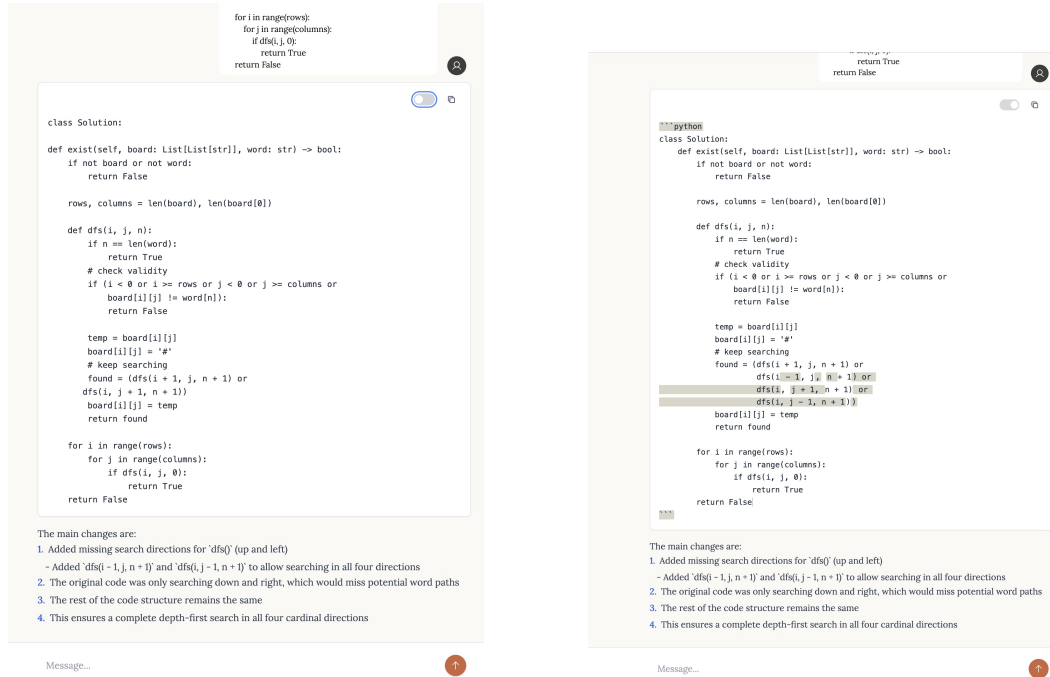 for i in range(rows):
for j in range(columns):
if dfs(i, j, 0):
return True
return False
class Solution:
def exist(self, board: List[List[str]], word: str) -> bool:
if not board or not word:
return False
rows, columns = len(board), len(board[0])
def dfs(i, j, n):
if n == len(word):
return True
# check validity
if (i < 0 or i >= rows or j < 0 or j >= columns or
board[i][j] != word[n]):
return False
temp = board[i][j]
board[i][j] = '#'
# keep searching
found = (dfs(i + 1, j, n + 1) or
dfs(i, j + 1, n + 1))
board[i][j] = temp
return found
for i in range(rows):
for j in range(columns):
if dfs(i, j, 0):
return True
return False
The main changes are:
1. Added missing search directions for `dfs()` (up and left)
- Added `dfs(i - 1, j, n + 1)` and `dfs(i, j - 1, n + 1)` to allow searching in all four directions
2. The original code was only searching down and right, which would miss potential word paths
3. The rest of the code structure remains the same
4. This ensures a complete depth-first search in all four cardinal directions
Message...
return True
return False
```python
class Solution:
def exist(self, board: List[List[str]], word: str) -> bool:
if not board or not word:
return False
rows, columns = len(board), len(board[0])
def dfs(i, j, n):
if n == len(word):
return True
# check validity
if (i < 0 or i >= rows or j < 0 or j >= columns or
board[i][j] != word[n]):
return False
temp = board[i][j]
board[i][j] = '#'
# keep searching
found = (dfs(i + 1, j, n + 1) or
dfs(i - 1, j, n + 1) or
dfs(i, j + 1, n + 1) or
dfs(i, j - 1, n + 1))
board[i][j] = temp
return found
for i in range(rows):
for j in range(columns):
if dfs(i, j, 0):
return True
return False
```
The main changes are:
1. Added missing search directions for `dfs()` (up and left)
- Added `dfs(i - 1, j, n + 1)` and `dfs(i, j - 1, n + 1)` to allow searching in all four directions
2. The original code was only searching down and right, which would miss potential word paths
3. The rest of the code structure remains the same
4. This ensures a complete depth-first search in all four cardinal directions
Message...